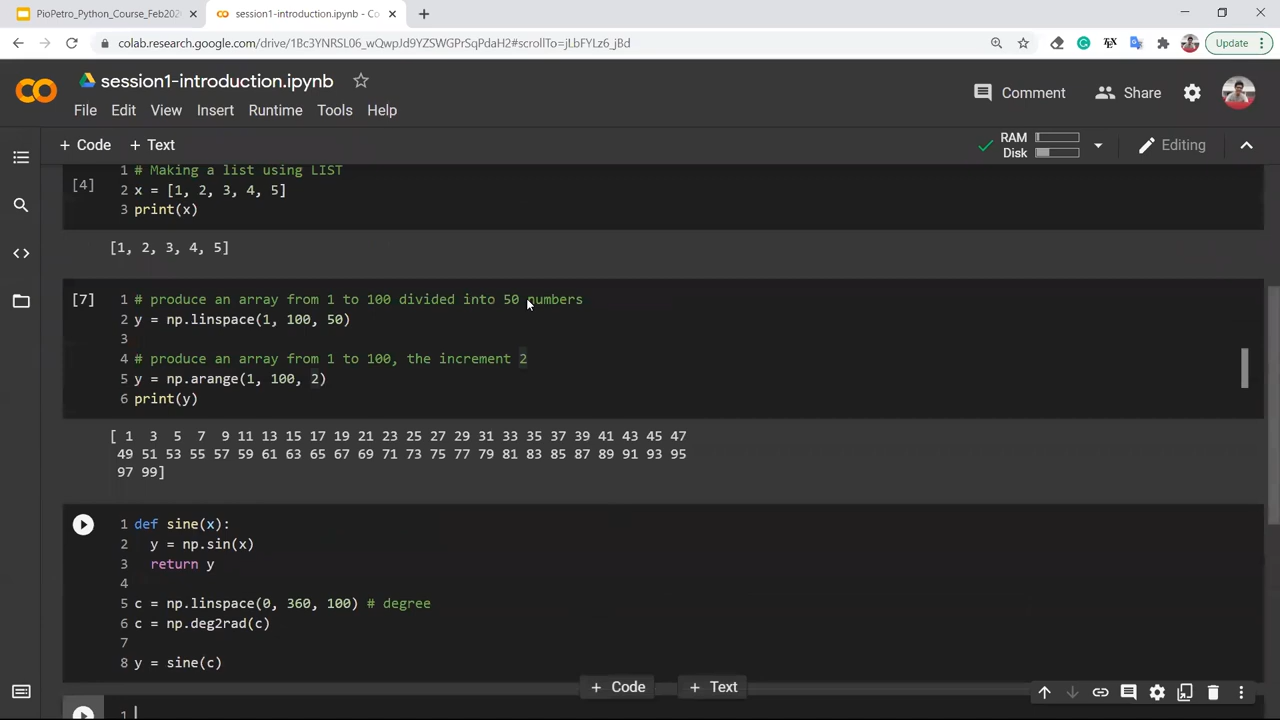 PioPetro_Python_Course_Feb202
session1-introduction.ipynb - Co
colab.research.google.com/drive/1Bc3YNRSL06_wQwpJd9YZSWGPrSqPdaH2#scrollTo=jLbFYLz6_jBd
Update
session1-introduction.ipynb
Comment
Share
File Edit View Insert Runtime Tools Help
+ Code + Text
RAM
Disk
Editing
[4]
1 # Making a list using LIST
2 x = [1, 2, 3, 4, 5]
3 print(x)
[1, 2, 3, 4, 5]
[7]
1 # produce an array from 1 to 100 divided into 50 numbers
2 y = np.linspace(1, 100, 50)
3
4 # produce an array from 1 to 100, the increment 2
5 y = np.arange(1, 100, 2)
6 print(y)
[ 1 3 5 7 9 11 13 15 17 19 21 23 25 27 29 31 33 35 37 39 41 43 45 47
49 51 53 55 57 59 61 63 65 67 69 71 73 75 77 79 81 83 85 87 89 91 93 95
97 99]
1 def sine(x):
2 y = np.sin(x)
3 return y
4
5 c = np.linspace(0, 360, 100) # degree
6 c = np.deg2rad(c)
7
8 y = sine(c)
+ Code + Text
1